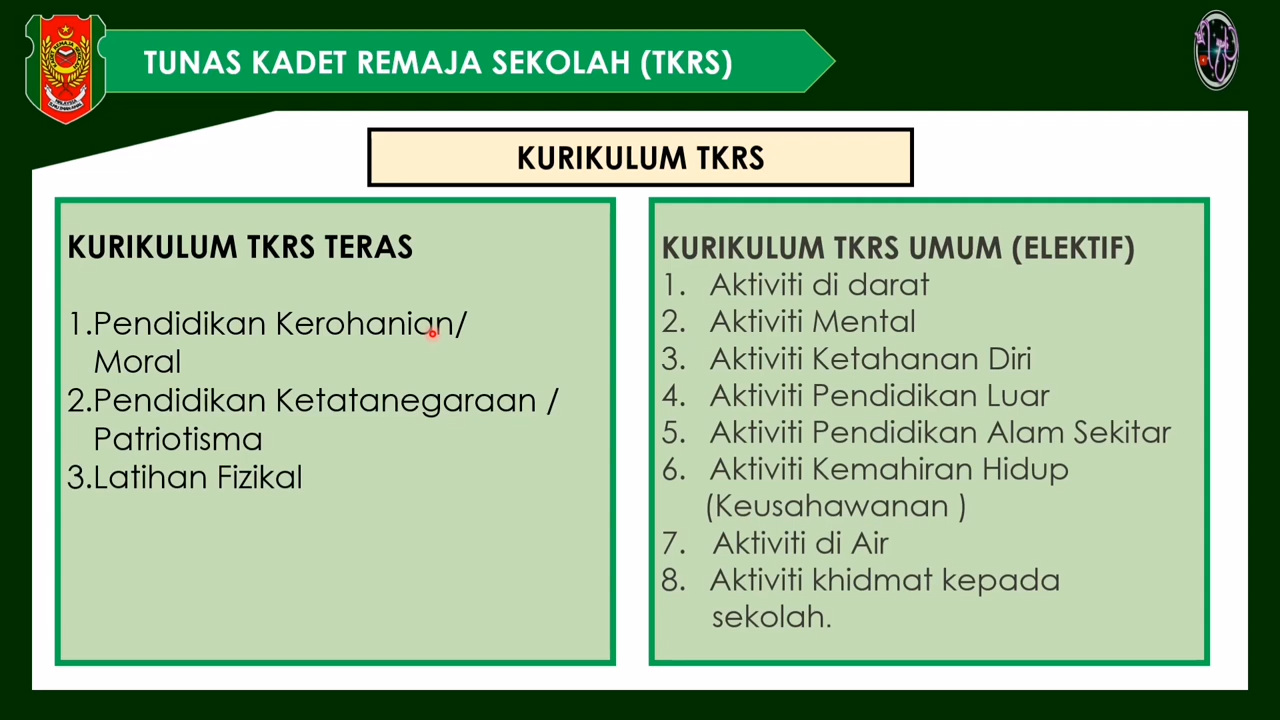 TUNAS KADET REMAJA SEKOLAH (TKRS)
KURIKULUM TKRS
KURIKULUM TKRS TERAS
1.Pendidikan Kerohanian/
Moral
2.Pendidikan Ketatanegaraan /
Patriotisma
3.Latihan Fizikal
KURIKULUM TKRS UMUM (ELEKTIF)
1. Aktiviti di darat
2. Aktiviti Mental
3. Aktiviti Ketahanan Diri
4. Aktiviti Pendidikan Luar
5. Aktiviti Pendidikan Alam Sekitar
6. Aktiviti Kemahiran Hidup
(Keusahawanan )
7. Aktiviti di Air
8. Aktiviti khidmat kepada
sekolah.